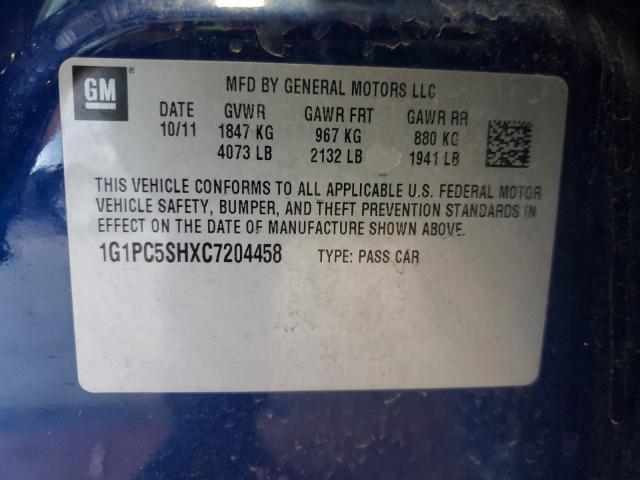 GM
MFD BY GENERAL MOTORS LLC
DATE GVWR GAWR FRT GAWR RR
10/11 1847 KG 967 KG 880 KG
4073 LB 2132 LB 1941 LB
THIS VEHICLE CONFORMS TO ALL APPLICABLE U.S. FEDERAL MOTOR
VEHICLE SAFETY, BUMPER, AND THEFT PREVENTION STANDARDS IN
EFFECT ON THE DATE OF MANUFACTURE SHOWN ABOVE.
1G1PC5SHXC7204458 TYPE: PASS CAR